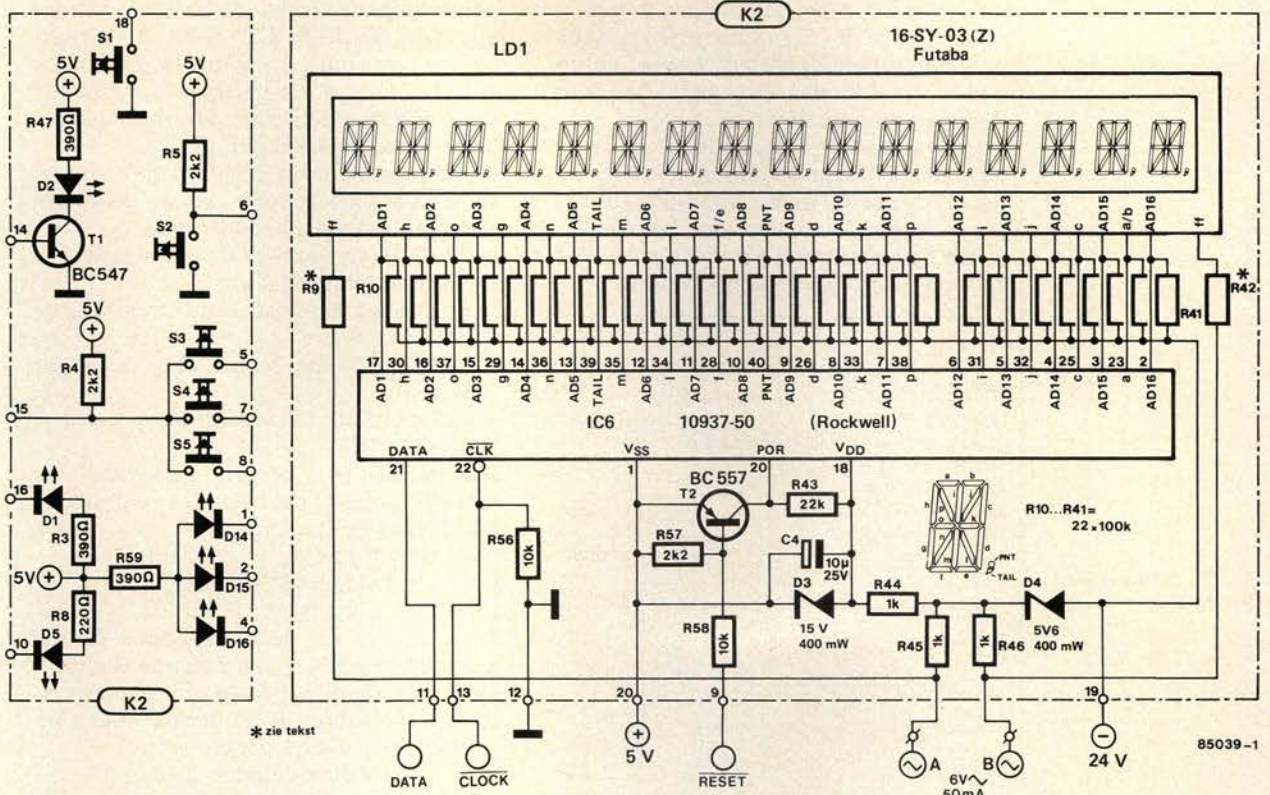 K2
18
S1
LD1
16-SY-03 (Z)
Futaba
5V
5V
R47
390Ω
R5
2k2
D2
6
14
T1
S2
BC547
ff AD1 h AD2 o AD3 g AD4 n AD5 TAIL m AD6 l AD7 f/e AD8 PNT AD9 d AD10 k AD11 p AD12 i AD13 j AD14 c AD15 a/b AD16 ff
* R9 R10 R41 * R42
5V
S3
R4
2k2
5
S4
15
7
S5
8
17 30 16 37 15 29 14 36 13 39 35 12 34 11 28 10 40 9 26 8 33 7 38 6 31 5 32 4 25 3 23 2
AD1 h AD2 o AD3 g AD4 n AD5 TAIL m AD6 l AD7 f AD8 PNT AD9 d AD10 k AD11 p AD12 i AD13 j AD14 c AD15 a AD16
IC6 10937-50 (Rockwell)
DATA CLK VSS POR VDD
21 22 1 20 18
16
D1
R3
390Ω
1
D14
R59
390Ω
5V
2
D15
R8
220Ω
4
D16
10
D5
K2
* zie tekst
R56
10k
BC 557
T2
R43
22k
R57
2k2
C4
10µ
25V
D3
15 V
400 mW
R44
1k
R58
10k
R45
1k
R46
1k
D4
5V6
400 mW
a b
h i c
o j k
n
g d
m l p
f e
PNT
TAIL
R10...R41=
22x100k
11 13 12 20 9 19
DATA
CLOCK
5 V
RESET
A B
6V~
50mA
24 V
85039-1